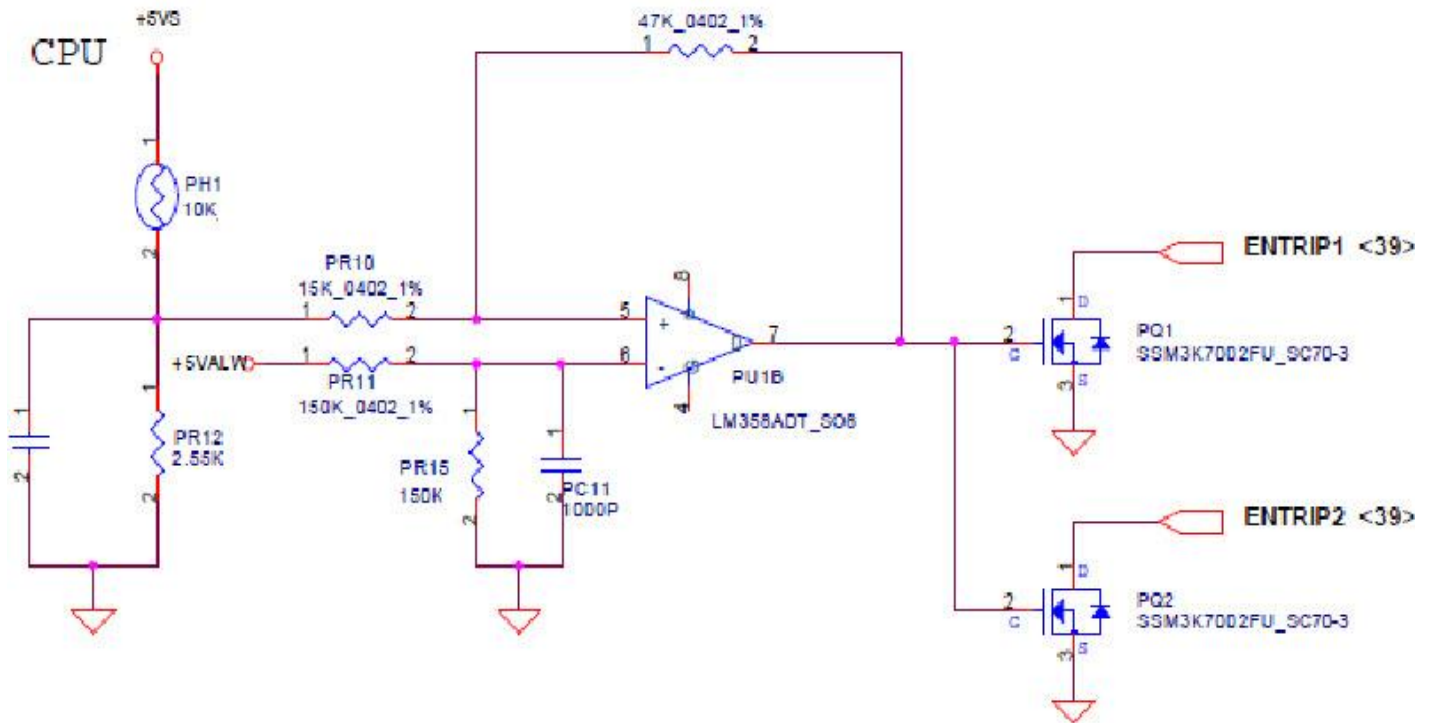 +5VS
CPU
47K_0402_1%
1
2
1
PH1
10K
2
PR10
15K_0402_1%
1
2
5
+
8
7
ENTRIP1 <39>
1
D
2
G
PQ1
SSM3K7002FU_SC70-3
3
S
+5VALW
1
2
6
-
PR11
150K_0402_1%
PU1B
4
LM358ADT_SO8
1
2
1
PR12
2.55K
2
1
PR15
150K
2
1
PC11
1000P
2
ENTRIP2 <39>
1
D
2
G
PQ2
SSM3K7002FU_SC70-3
3
S